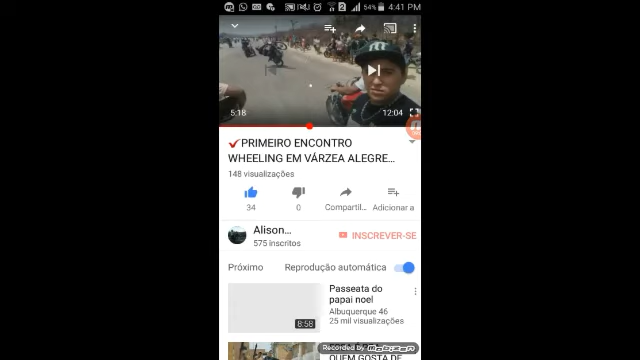 54% 4:41 PM
5:18
12:04
✓PRIMEIRO ENCONTRO
WHEELING EM VÁRZEA ALEGRE...
148 visualizações
34
0
Compartil...
Adicionar a
Alison...
575 inscritos
INSCREVER-SE
Próximo
Reprodução automática
Passeata do
papai noel
Albuquerque 46
25 mil visualizações
8:58
Recorded by Mobizen
QUEM GOSTA DE